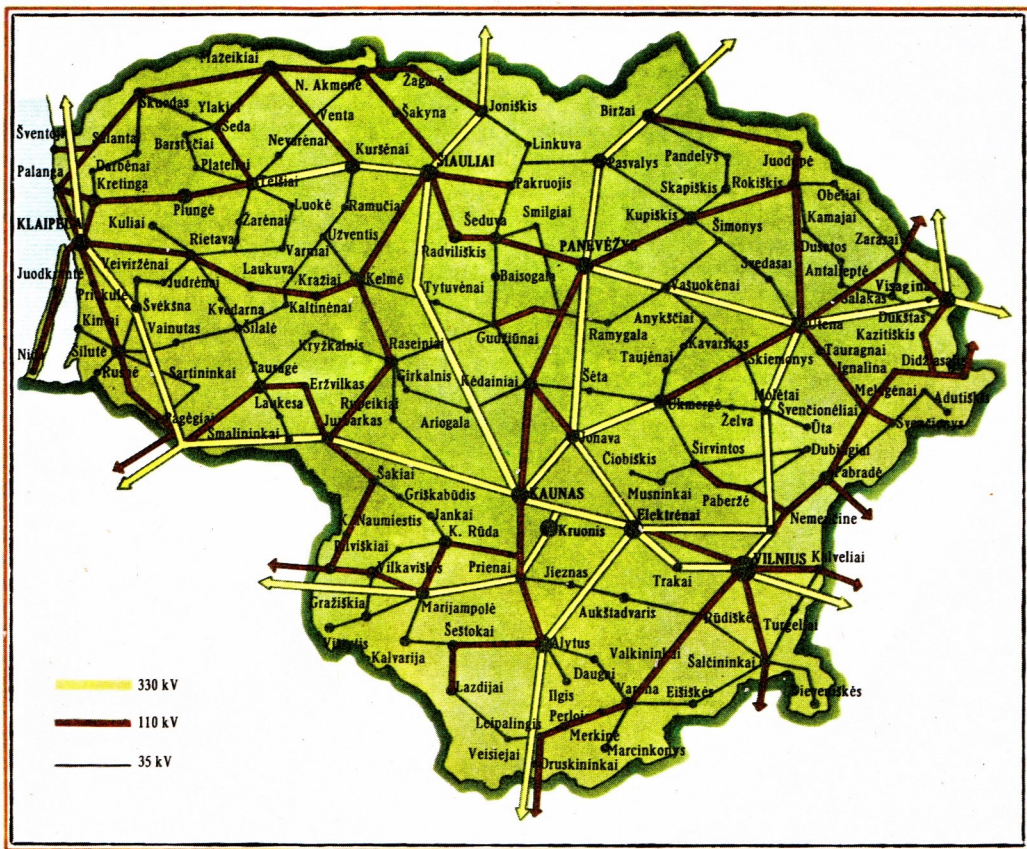 Mažeikiai
N. Akmenė
Žagarė
Skuodas
Ylakiai
Šakyna
Joniškis
Biržai
Seda
Venta
Linkuva
Barstyčiai
Nevarėnai
Kuršėnai
ŠIAULIAI
Pasvalys
Pandelys
Juodupė
Šventoji
Salantai
Darbėnai
Plateliai
Palanga
Kretinga
Telšiai
Pakruojis
Skapiškis
Rokiškis
Obeliai
Plungė
Luokė
Ramučiai
Šeduva
Smilgiai
Kupiškis
Kamajai
KLAIPĖDA
Kuliai
Žarėnai
Užventis
Radviliškis
PANEVĖŽYS
Šimonys
Dusetos
Zarasai
Rietavas
Varniai
Veiviržėnai
Laukuva
Kražiai
Kelmė
Baisogala
Svėdasai
Antalieptė
Juodkrantė
Judrėnai
Tytuvėnai
Vašuokėnai
Salakas
Visaginas
Priekulė
Švėkšna
Kvėdarna
Kaltinėnai
Dūkštas
Kintai
Vainutas
Šilalė
Gudžiūnai
Ramygala
Anykščiai
Utena
Kazitiškis
Kryžkalnis
Raseiniai
Kavarskas
Tauragnai
Nida
Šilutė
Taujėnai
Skiemonys
Ignalina
Didžiasalis
Rusnė
Tauragė
Girkalnis
Kėdainiai
Šėta
Sartininkai
Eržvilkas
Molėtai
Melagėnai
Adutiškis
Laukesa
Rupeikiai
Ukmergė
Švenčionėliai
Pagėgiai
Ariogala
Želva
Ūta
Švenčionys
Smalininkai
Jurbarkas
Jonava
Širvintos
Dubingiai
Šakiai
Čiobiškis
Pabradė
Griškabūdis
KAUNAS
Musninkai
Paberžė
Jankai
K. Naumiestis
Kruonis
Elektrėnai
Nemenčinė
Pilviškiai
K. Rūda
VILNIUS
Kalveliai
Vilkaviškis
Prienai
Jieznas
Trakai
Gražiškiai
Marijampolė
Aukštadvaris
Rūdiškės
Turgeliai
Vištytis
Šeštokai
Alytus
Valkininkai
Šalčininkai
Kalvarija
Daugai
Lazdijai
Ilgis
Varėna
Eišiškės
Dieveniškės
Leipalingis
Perloja
Merkinė
Veisiejai
Marcinkonys
Druskininkai
330 kV
110 kV
35 kV